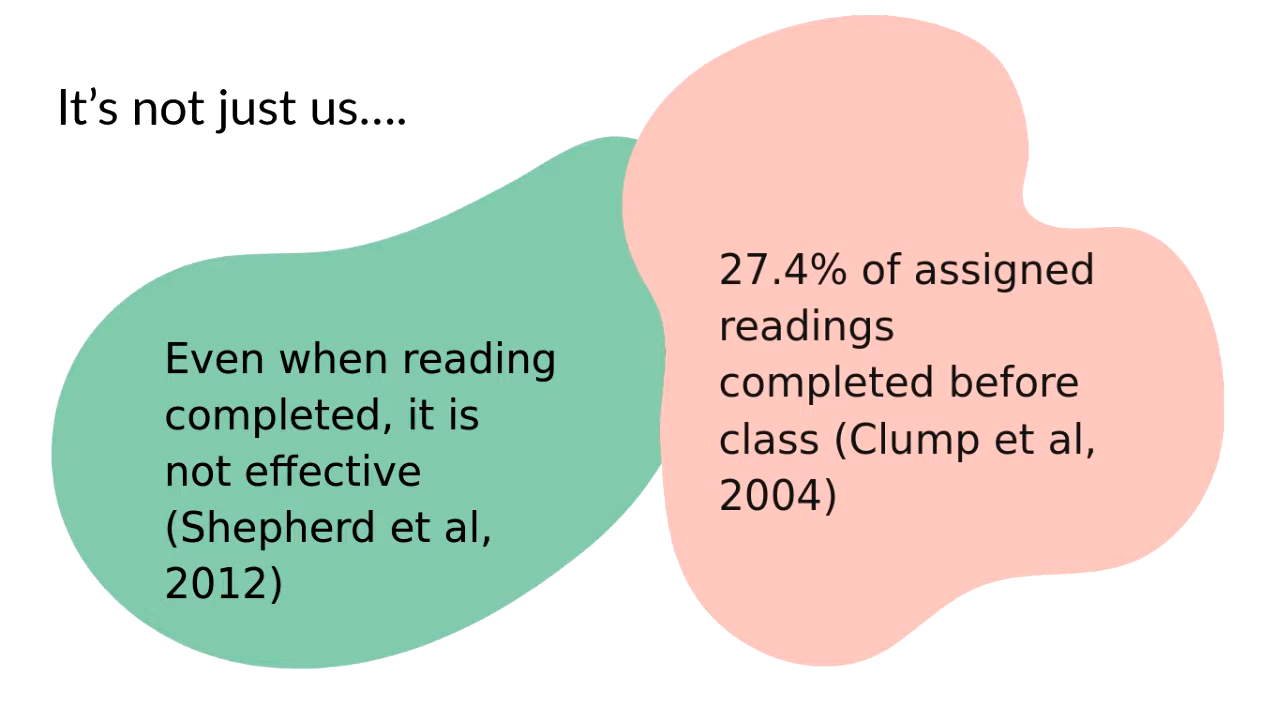 It’s not just us....
Even when reading
completed, it is
not effective
(Shepherd et al,
2012)
27.4% of assigned
readings
completed before
class (Clump et al,
2004)